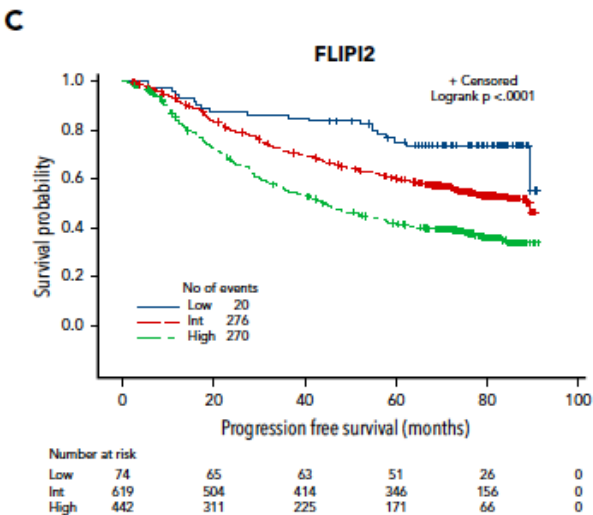 C
FLIPI2
+ Censored
Logrank p <.0001
Survival probability
1.0
0.8
0.6
0.4
0.2
0.0
No of events
Low 20
Int 276
High 270
0 20 40 60 80 100
Progression free survival (months)
Number at risk
Low 74 65 63 51 26 0
Int 619 504 414 346 156 0
High 442 311 225 171 66 0